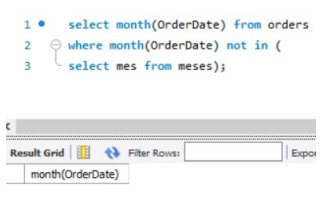 1 select month(OrderDate) from orders
2 where month(OrderDate) not in (
3 select mes from meses);
Result Grid Filter Rows: Expor
month(OrderDate)